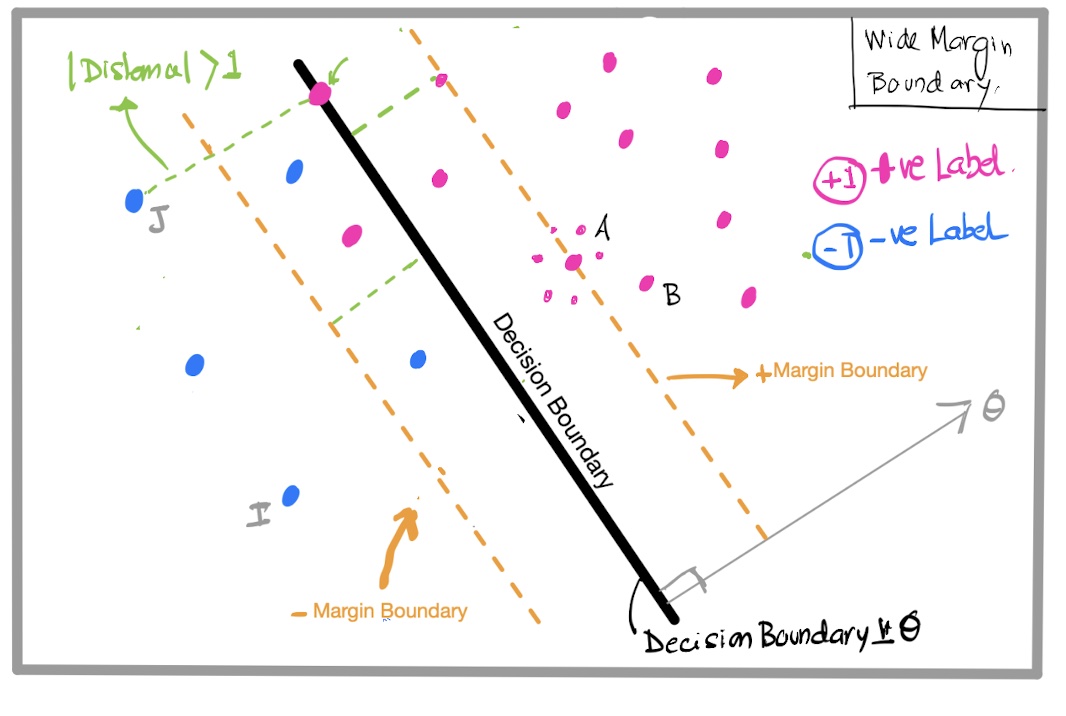 Wide Margin
Boundary.
|Distance| > 1
+1 +ve Label.
-1 -ve Label
J
A
B
Decision Boundary
+Margin Boundary
θ
I
- Margin Boundary
Decision Boundary ⊥ θ